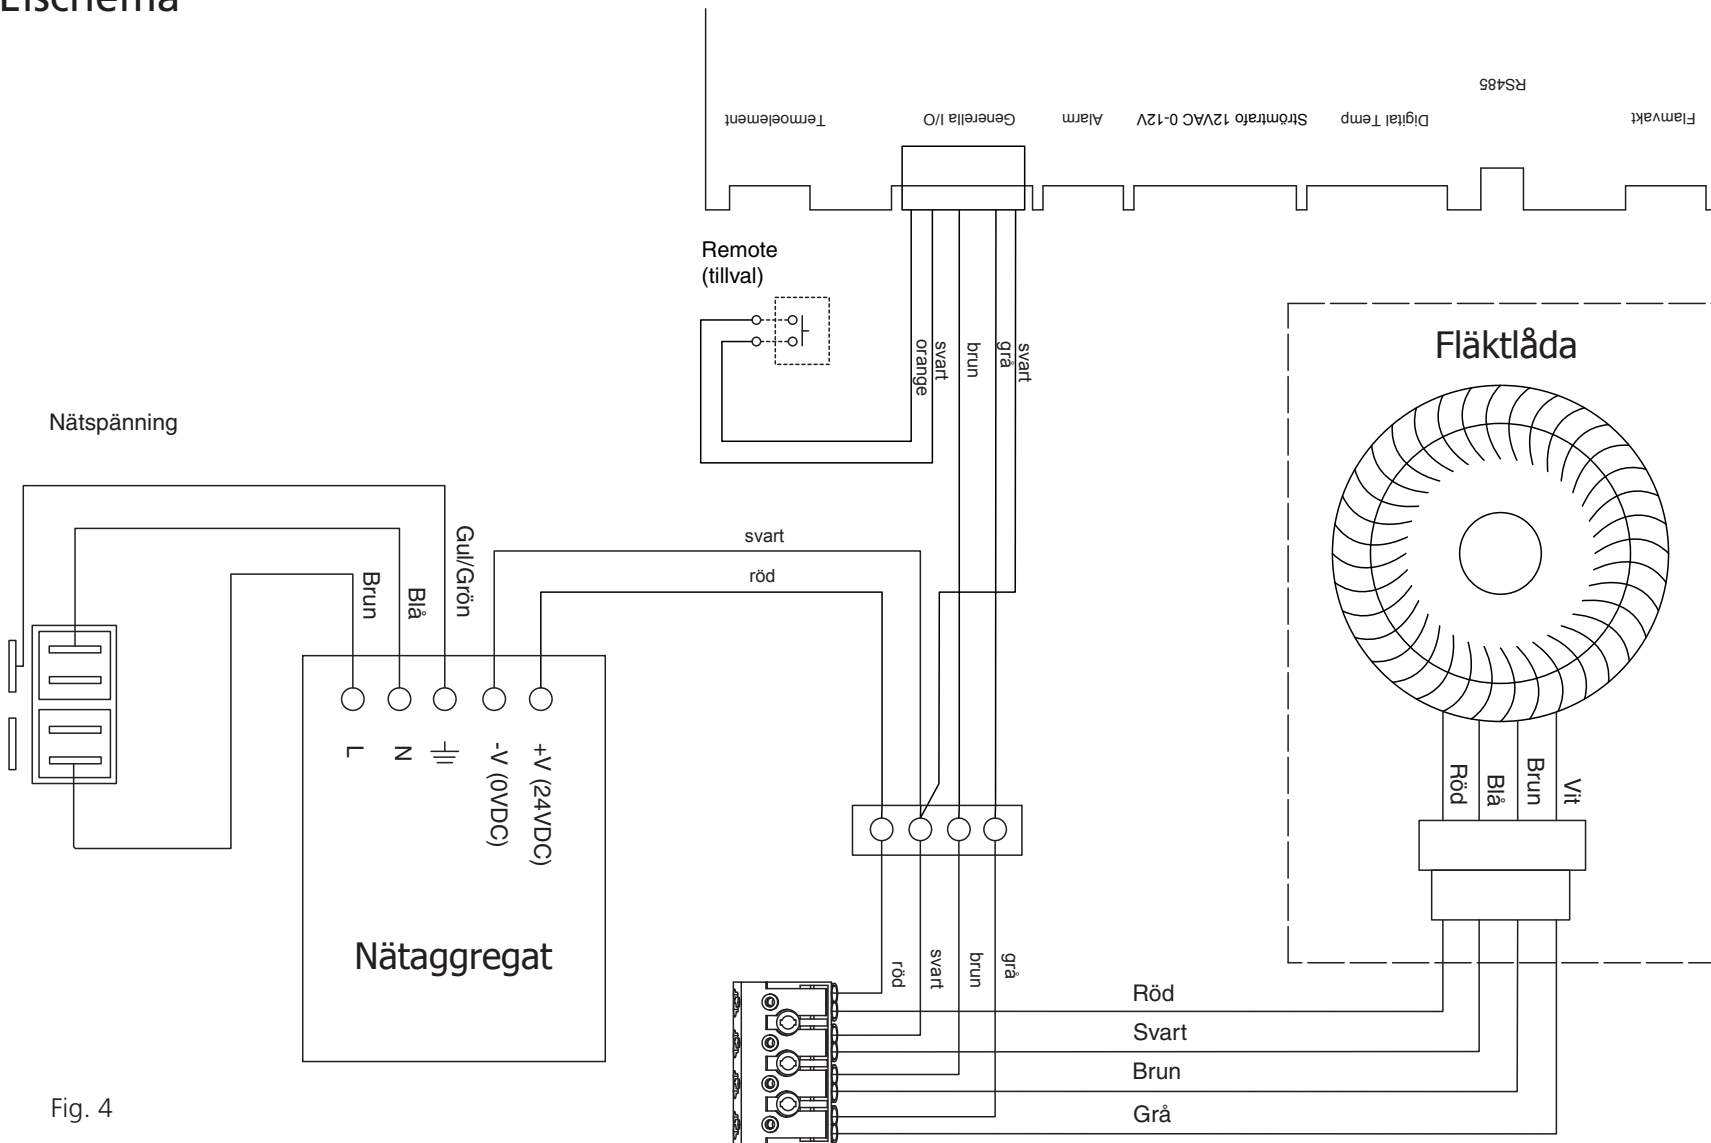 Elschema
RS485
Termoelement
Generella I/O
Alarm
Strömtrafo 12VAC 0-12V
Digital Temp
Flamvakt
Remote
(tillval)
orange
svart
brun
grå
svart
Fläktlåda
Nätspänning
svart
röd
Brun
Blå
Gul/Grön
L
N
-V (0VDC)
+V (24VDC)
Röd
Blå
Brun
Vit
Nätaggregat
röd
svart
brun
grå
Röd
Svart
Brun
Grå
Fig. 4